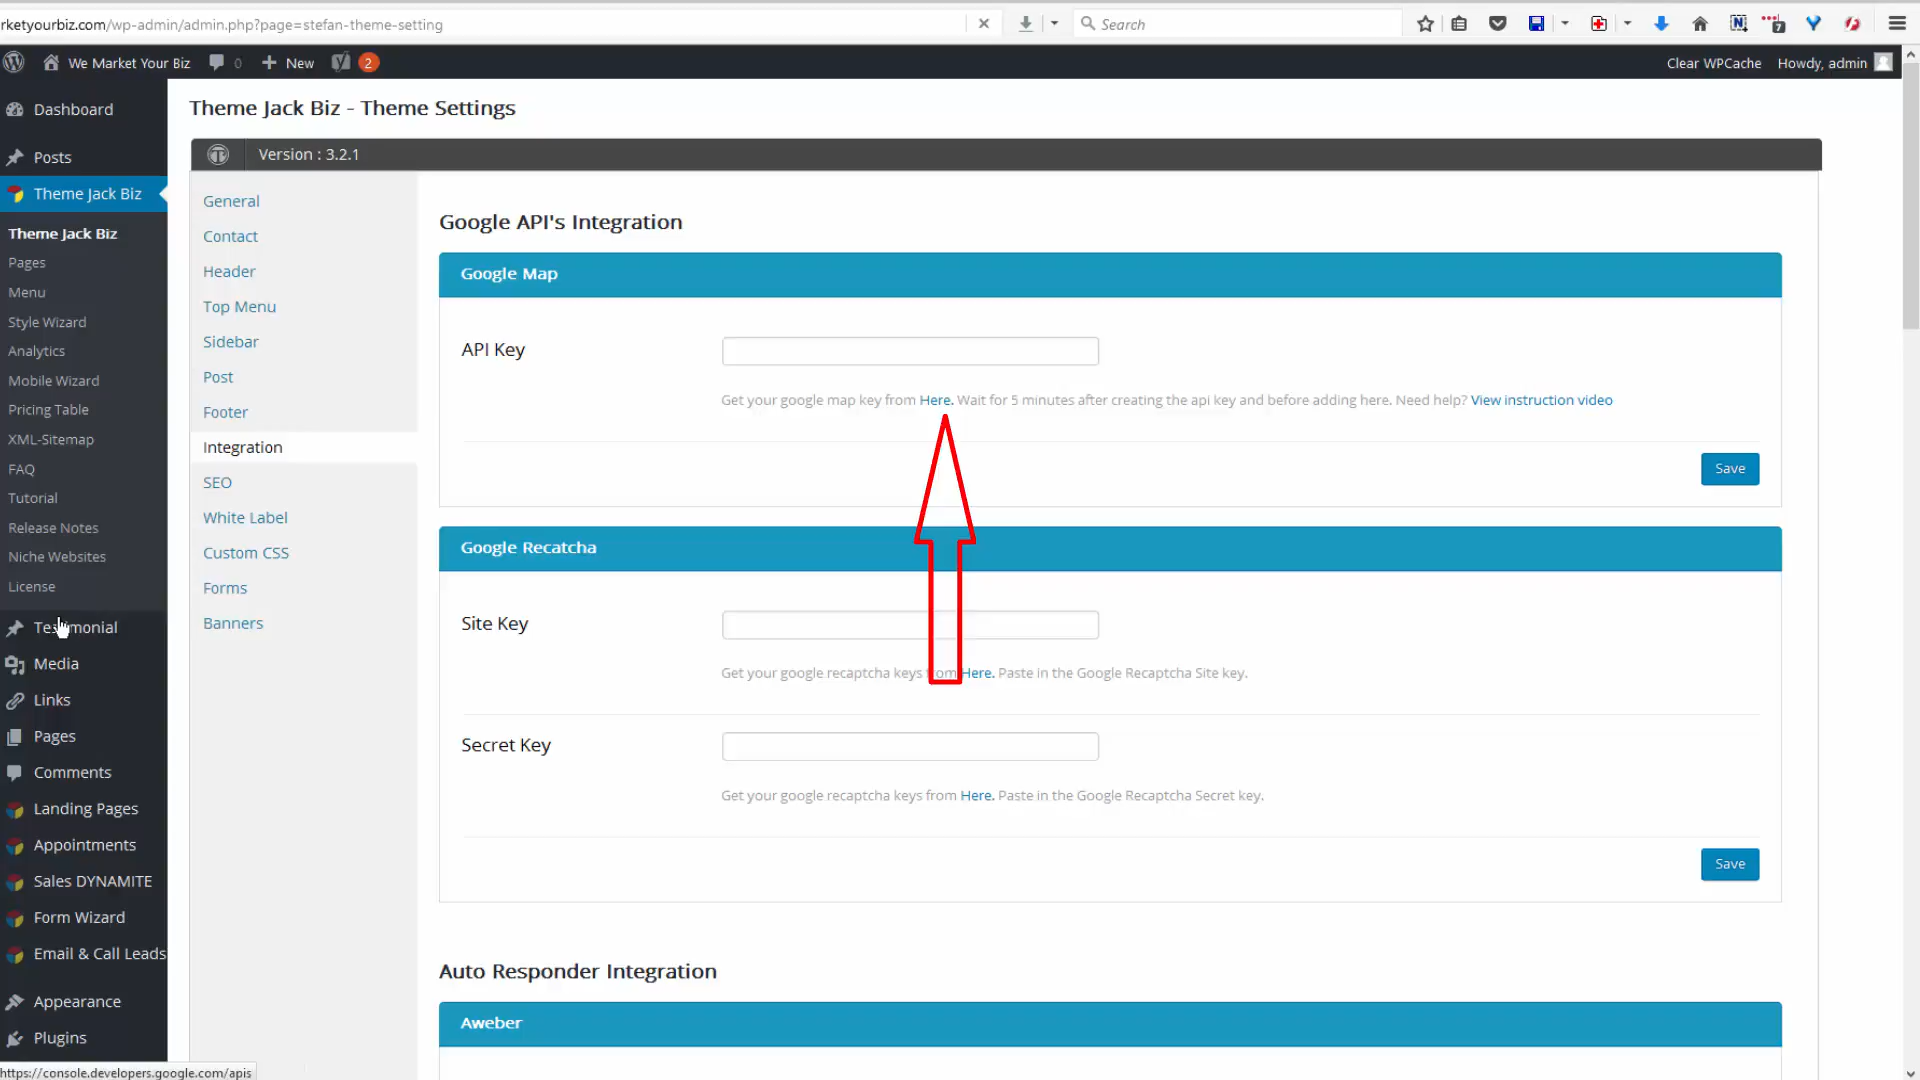 rketyourbiz.com/wp-admin/admin.php?page=stefan-theme-setting
Search
7
We Market Your Biz
0
New
2
Clear WPCache
Howdy, admin
Dashboard
Posts
Theme Jack Biz
Theme Jack Biz
Pages
Menu
Style Wizard
Analytics
Mobile Wizard
Pricing Table
XML-Sitemap
FAQ
Tutorial
Release Notes
Niche Websites
License
Testimonial
Media
Links
Pages
Comments
Landing Pages
Appointments
Sales DYNAMITE
Form Wizard
Email & Call Leads
Appearance
Plugins
Theme Jack Biz - Theme Settings
Version : 3.2.1
General
Contact
Header
Top Menu
Sidebar
Post
Footer
Integration
SEO
White Label
Custom CSS
Forms
Banners
Google API's Integration
Google Map
API Key
Get your google map key from Here. Wait for 5 minutes after creating the api key and before adding here. Need help? View instruction video
Save
Google Recatcha
Site Key
Get your google recaptcha keys from Here. Paste in the Google Recaptcha Site key.
Secret Key
Get your google recaptcha keys from Here. Paste in the Google Recaptcha Secret key.
Save
Auto Responder Integration
Aweber
https://console.developers.google.com/apis